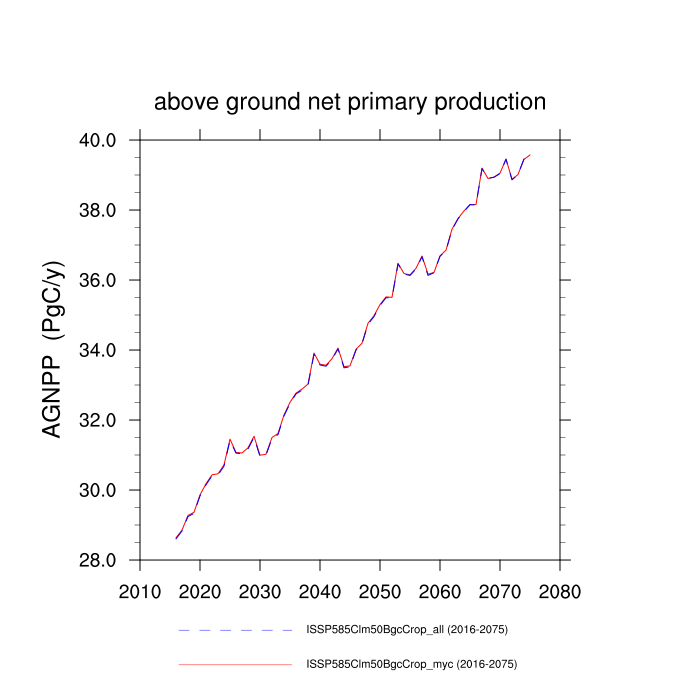 above ground net primary production
AGNPP (PgC/y)
40.0
38.0
36.0
34.0
32.0
30.0
28.0
2010 2020 2030 2040 2050 2060 2070 2080
ISSP585Clm50BgcCrop_all (2016-2075)
ISSP585Clm50BgcCrop_myc (2016-2075)